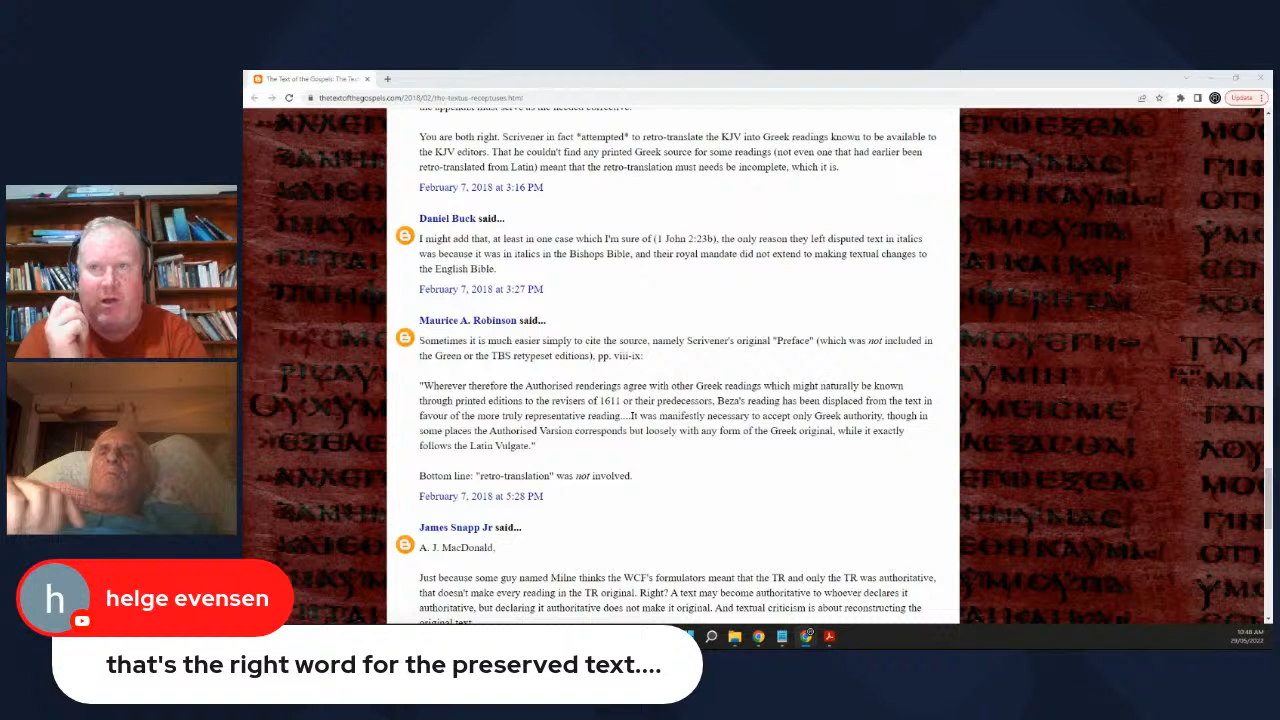 The Text of the Gospels: The Tex
thetextofthegospels.com/2018/02/the-textus-receptuses.html
Update
the appendix must serve as the needed corrective.
You are both right. Scrivener in fact *attempted* to retro-translate the KJV into Greek readings known to be available to
the KJV editors. That he couldn't find any printed Greek source for some readings (not even one that had earlier been
retro-translated from Latin) meant that the retro-translation must needs be incomplete, which it is.
February 7, 2018 at 3:16 PM
Daniel Buck said...
I might add that, at least in one case which I'm sure of (1 John 2:23b), the only reason they left disputed text in italics
was because it was in italics in the Bishops Bible, and their royal mandate did not extend to making textual changes to
the English Bible.
February 7, 2018 at 3:27 PM
Maurice A. Robinson said...
Sometimes it is much easier simply to cite the source, namely Scrivener's original "Preface" (which was not included in
the Green or the TBS retypeset editions), pp. viii-ix:
"Wherever therefore the Authorised renderings agree with other Greek readings which might naturally be known
through printed editions to the revisers of 1611 or their predecessors, Beza's reading has been displaced from the text in
favour of the more truly representative reading....It was manifestly necessary to accept only Greek authority, though in
some places the Authorised Varsion corresponds but loosely with any form of the Greek original, while it exactly
follows the Latin Vulgate."
Bottom line: "retro-translation" was not involved.
February 7, 2018 at 5:28 PM
James Snapp Jr said...
A. J. MacDonald,
Just because some guy named Milne thinks the WCF's formulators meant that the TR and only the TR was authoritative,
that doesn't make every reading in the TR original. Right? A text may become authoritative to whoever declares it
authoritative, but declaring it authoritative does not make it original. And textual criticism is about reconstructing the
original text.
10:48 AM
29/05/2022
h
helge evensen
that's the right word for the preserved text....